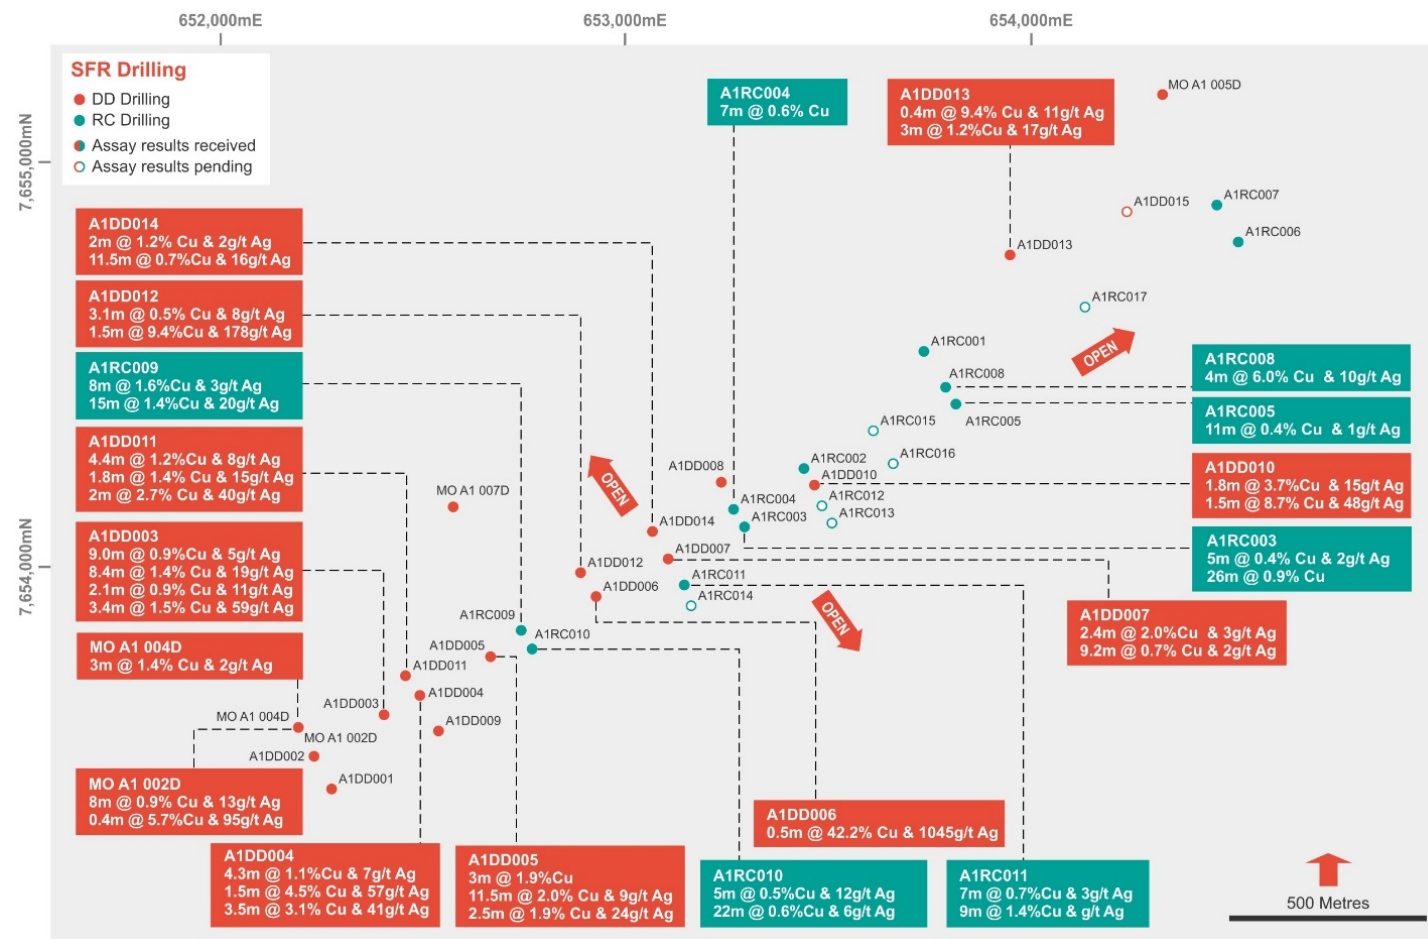 652,000mE
653,000mE
654,000mE
7,655,000mN
7,654,000mN
SFR Drilling
DD Drilling
RC Drilling
Assay results received
Assay results pending
A1RC004
7m @ 0.6% Cu
A1DD013
0.4m @ 9.4% Cu & 11g/t Ag
3m @ 1.2%Cu & 17g/t Ag
MO A1 005D
A1DD015
A1RC007
A1RC006
A1DD013
A1RC017
OPEN
A1RC001
A1RC008
A1RC005
A1RC015
A1RC016
A1RC002
A1DD010
A1RC012
A1RC013
A1DD008
A1RC004
A1RC003
MO A1 007D
OPEN
A1DD014
A1DD007
A1DD012
A1RC011
A1DD006
A1RC014
OPEN
A1RC009
A1RC010
A1DD005
A1DD011
A1DD004
A1DD003
A1DD009
MO A1 004D
MO A1 002D
A1DD002
A1DD001
A1DD014
2m @ 1.2% Cu & 2g/t Ag
11.5m @ 0.7%Cu & 16g/t Ag
A1DD012
3.1m @ 0.5% Cu & 8g/t Ag
1.5m @ 9.4%Cu & 178g/t Ag
A1RC009
8m @ 1.6%Cu & 3g/t Ag
15m @ 1.4%Cu & 20g/t Ag
A1DD011
4.4m @ 1.2%Cu & 8g/t Ag
1.8m @ 1.4% Cu & 15g/t Ag
2m @ 2.7% Cu & 40g/t Ag
A1DD003
9.0m @ 0.9%Cu & 5g/t Ag
8.4m @ 1.4% Cu & 19g/t Ag
2.1m @ 0.9% Cu & 11g/t Ag
3.4m @ 1.5% Cu & 59g/t Ag
MO A1 004D
3m @ 1.4% Cu & 2g/t Ag
MO A1 002D
8m @ 0.9% Cu & 13g/t Ag
0.4m @ 5.7%Cu & 95g/t Ag
A1DD004
4.3m @ 1.1%Cu & 7g/t Ag
1.5m @ 4.5% Cu & 57g/t Ag
3.5m @ 3.1% Cu & 41g/t Ag
A1DD005
3m @ 1.9%Cu
11.5m @ 2.0% Cu & 9g/t Ag
2.5m @ 1.9% Cu & 24g/t Ag
A1DD006
0.5m @ 42.2% Cu & 1045g/t Ag
A1RC010
5m @ 0.5%Cu & 12g/t Ag
22m @ 0.6%Cu & 6g/t Ag
A1RC011
7m @ 0.7%Cu & 3g/t Ag
9m @ 1.4%Cu & g/t Ag
A1RC008
4m @ 6.0% Cu & 10g/t Ag
A1RC005
11m @ 0.4% Cu & 1g/t Ag
A1DD010
1.8m @ 3.7%Cu & 15g/t Ag
1.5m @ 8.7% Cu & 48g/t Ag
A1RC003
5m @ 0.4% Cu & 2g/t Ag
26m @ 0.9% Cu
A1DD007
2.4m @ 2.0%Cu & 3g/t Ag
9.2m @ 0.7% Cu & 2g/t Ag
500 Metres